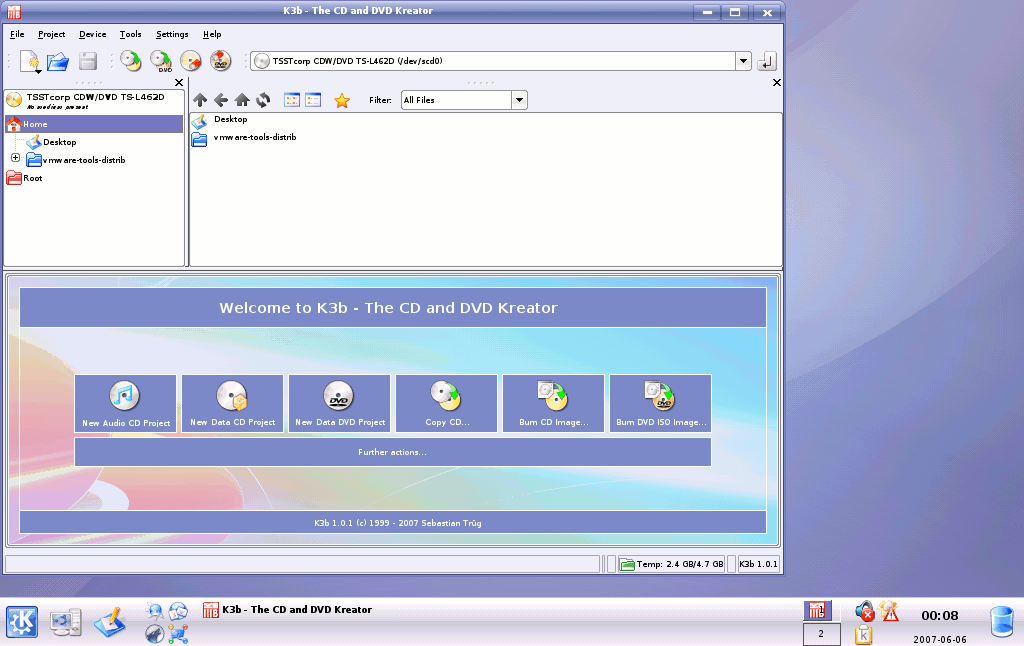 K3b - The CD and DVD Kreator
File Project Device Tools Settings Help
TSSTcorp CDW/DVD TS-L462D (/dev/scd0)
TSSTcorp CDW/DVD TS-L462D
No medium present
Home
Desktop
vmware-tools-distrib
Root
Filter: All Files
Desktop
vmware-tools-distrib
Welcome to K3b - The CD and DVD Kreator
New Audio CD Project
New Data CD Project
New Data DVD Project
Copy CD...
Burn CD Image...
Burn DVD ISO Image...
Further actions...
K3b 1.0.1 (c) 1999 - 2007 Sebastian Trüg
Temp: 2.4 GB/4.7 GB K3b 1.0.1
K3b - The CD and DVD Kreator
2
00:08
2007-06-06